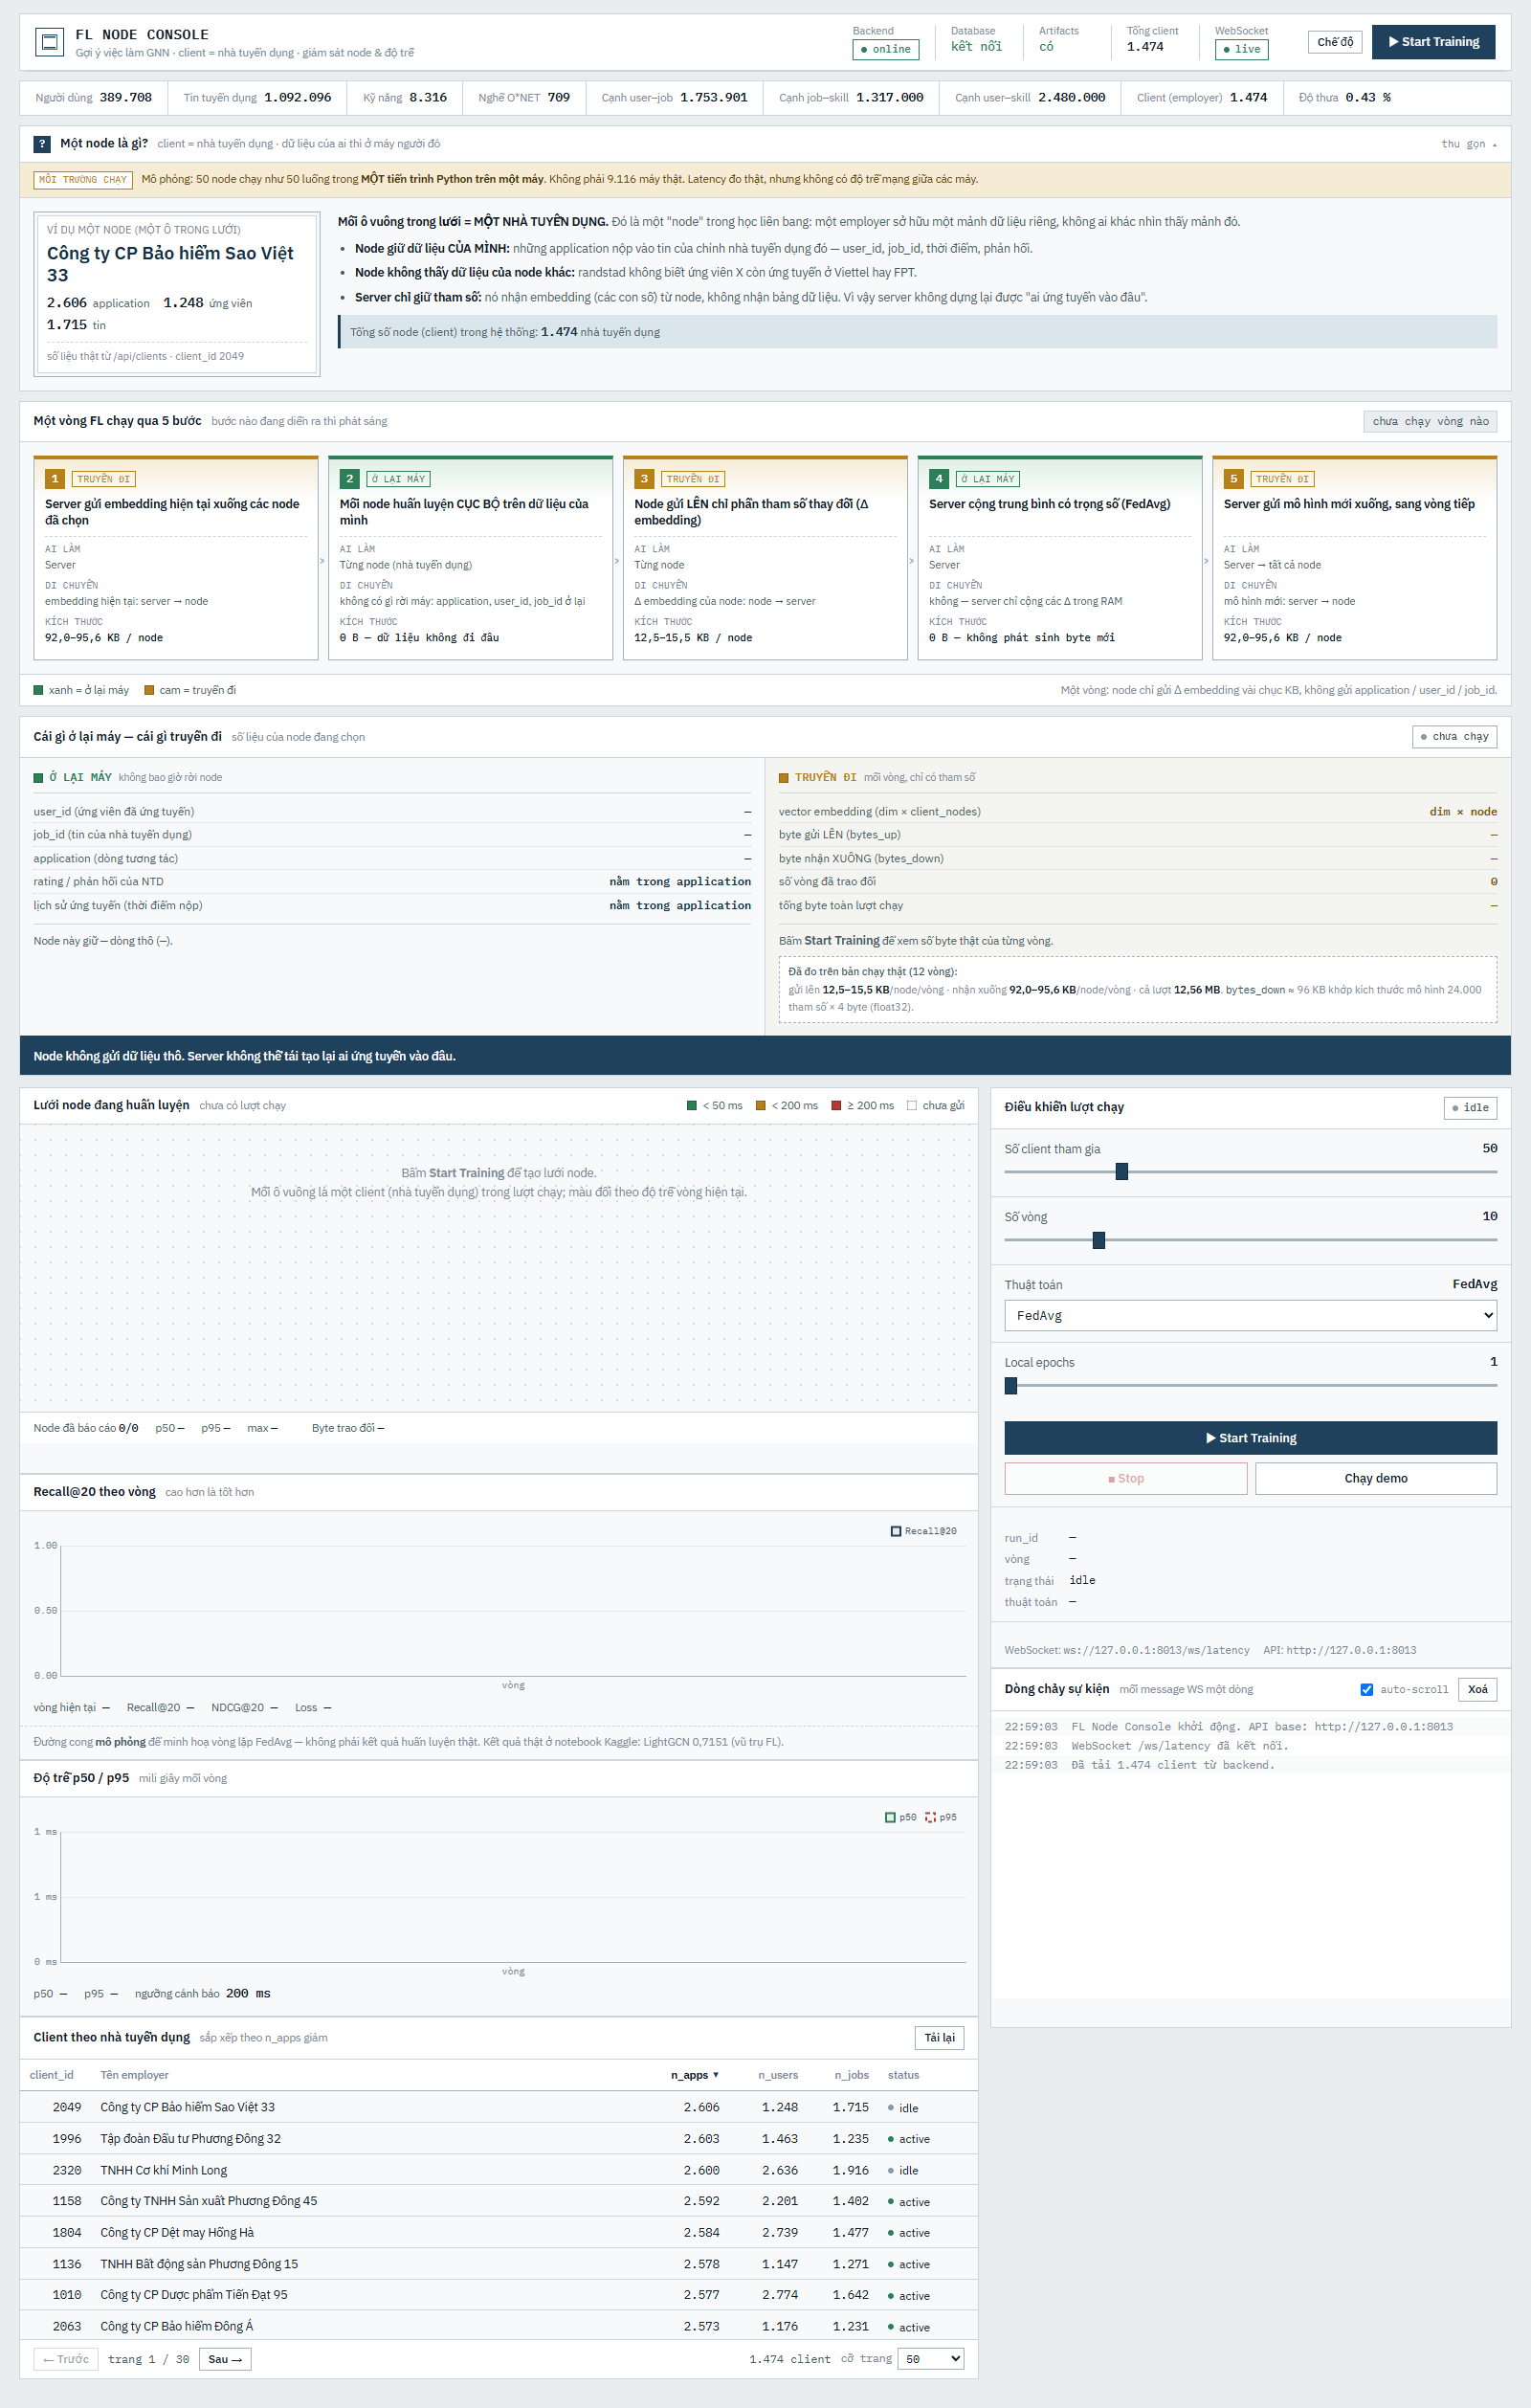 FL NODE CONSOLE
Gợi ý việc làm GNN · client = nhà tuyển dụng · giám sát node & độ trễ
Backend
● online
Database
kết nối
Artifacts
có
Tổng client
1.474
WebSocket
● live
Chế độ
▶ Start Training
Người dùng 389.708
Tin tuyển dụng 1.092.096
Kỹ năng 8.316
Nghề O*NET 709
Cạnh user–job 1.753.901
Cạnh job–skill 1.317.000
Cạnh user–skill 2.480.000
Client (employer) 1.474
Độ thưa 0.43 %
? Một node là gì? client = nhà tuyển dụng · dữ liệu của ai thì ở máy người đó
thu gọn ▴
MÔI TRƯỜNG CHẠY Mô phỏng: 50 node chạy như 50 luồng trong MỘT tiến trình Python trên một máy. Không phải 9.116 máy thật. Latency đo thật, nhưng không có độ trễ mạng giữa các máy.
VÍ DỤ MỘT NODE (MỘT Ô TRONG LƯỚI)
Công ty CP Bảo hiểm Sao Việt
33
2.606 application 1.248 ứng viên
1.715 tin
số liệu thật từ /api/clients · client_id 2049
Mỗi ô vuông trong lưới = MỘT NHÀ TUYỂN DỤNG. Đó là một "node" trong học liên bang: một employer sở hữu một mảnh dữ liệu riêng, không ai khác nhìn thấy mảnh đó.
• Node giữ dữ liệu CỦA MÌNH: những application nộp vào tin của chính nhà tuyển dụng đó — user_id, job_id, thời điểm, phản hồi.
• Node không thấy dữ liệu của node khác: randstad không biết ứng viên X còn ứng tuyển ở Viettel hay FPT.
• Server chỉ giữ tham số: nó nhận embedding (các con số) từ node, không nhận bảng dữ liệu. Vì vậy server không dựng lại được "ai ứng tuyển vào đâu".
Tổng số node (client) trong hệ thống: 1.474 nhà tuyển dụng
Một vòng FL chạy qua 5 bước bước nào đang diễn ra thì phát sáng
chưa chạy vòng nào
1 TRUYỀN ĐI
Server gửi embedding hiện tại xuống các node
đã chọn
AI LÀM
Server
DI CHUYỂN
embedding hiện tại: server → node
KÍCH THƯỚC
92,0–95,6 KB / node
›
2 Ở LẠI MÁY
Mỗi node huấn luyện CỤC BỘ trên dữ liệu của
mình
AI LÀM
Từng node (nhà tuyển dụng)
DI CHUYỂN
không có gì rời máy: application, user_id, job_id ở lại
KÍCH THƯỚC
0 B — dữ liệu không đi đâu
›
3 TRUYỀN ĐI
Node gửi LÊN chỉ phần tham số thay đổi (Δ
embedding)
AI LÀM
Từng node
DI CHUYỂN
Δ embedding của node: node → server
KÍCH THƯỚC
12,5–15,5 KB / node
›
4 Ở LẠI MÁY
Server cộng trung bình có trọng số (FedAvg)
AI LÀM
Server
DI CHUYỂN
không — server chỉ cộng các Δ trong RAM
KÍCH THƯỚC
0 B — không phát sinh byte mới
›
5 TRUYỀN ĐI
Server gửi mô hình mới xuống, sang vòng tiếp
AI LÀM
Server → tất cả node
DI CHUYỂN
mô hình mới: server → node
KÍCH THƯỚC
92,0–95,6 KB / node
xanh = ở lại máy cam = truyền đi
Một vòng: node chỉ gửi Δ embedding vài chục KB, không gửi application / user_id / job_id.
Cái gì ở lại máy — cái gì truyền đi số liệu của node đang chọn
● chưa chạy
Ở LẠI MÁY không bao giờ rời node
user_id (ứng viên đã ứng tuyển) —
job_id (tin của nhà tuyển dụng) —
application (dòng tương tác) —
rating / phản hồi của NTD nằm trong application
lịch sử ứng tuyển (thời điểm nộp) nằm trong application
Node này giữ — dòng thô (—).
TRUYỀN ĐI mỗi vòng, chỉ có tham số
vector embedding (dim × client_nodes) dim × node
byte gửi LÊN (bytes_up) —
byte nhận XUỐNG (bytes_down) —
số vòng đã trao đổi 0
tổng byte toàn lượt chạy —
Bấm Start Training để xem số byte thật của từng vòng.
Đã đo trên bản chạy thật (12 vòng):
gửi lên 12,5–15,5 KB/node/vòng · nhận xuống 92,0–95,6 KB/node/vòng · cả lượt 12,56 MB. bytes_down ≈ 96 KB khớp kích thước mô hình 24.000
tham số × 4 byte (float32).
Node không gửi dữ liệu thô. Server không thể tái tạo lại ai ứng tuyển vào đâu.
Lưới node đang huấn luyện chưa có lượt chạy
< 50 ms < 200 ms ≥ 200 ms chưa gửi
Bấm Start Training để tạo lưới node.
Mỗi ô vuông là một client (nhà tuyển dụng) trong lượt chạy; màu đổi theo độ trễ vòng hiện tại.
Node đã báo cáo 0/0 p50 — p95 — max — Byte trao đổi —
Recall@20 theo vòng cao hơn là tốt hơn
Recall@20
1.00
0.50
0.00
vòng
vòng hiện tại — Recall@20 — NDCG@20 — Loss —
Đường cong mô phỏng để minh hoạ vòng lặp FedAvg — không phải kết quả huấn luyện thật. Kết quả thật ở notebook Kaggle: LightGCN 0,7151 (vũ trụ FL).
Độ trễ p50 / p95 mili giây mỗi vòng
p50 p95
1 ms
1 ms
0 ms
vòng
p50 — p95 — ngưỡng cảnh báo 200 ms
Client theo nhà tuyển dụng sắp xếp theo n_apps giảm
Tải lại
client_id Tên employer n_apps ▼ n_users n_jobs status
2049 Công ty CP Bảo hiểm Sao Việt 33 2.606 1.248 1.715 ● idle
1996 Tập đoàn Đầu tư Phương Đông 32 2.603 1.463 1.235 ● active
2320 TNHH Cơ khí Minh Long 2.600 2.636 1.916 ● idle
1158 Công ty TNHH Sản xuất Phương Đông 45 2.592 2.201 1.402 ● active
1804 Công ty CP Dệt may Hồng Hà 2.584 2.739 1.477 ● active
1136 TNHH Bất động sản Phương Đông 15 2.578 1.147 1.271 ● active
1010 Công ty CP Dược phẩm Tiến Đạt 95 2.577 2.774 1.642 ● active
2063 Công ty CP Bảo hiểm Đông Á 2.573 1.176 1.231 ● active
← Trước trang 1 / 30 Sau →
1.474 client cỡ trang 50
Điều khiển lượt chạy
● idle
Số client tham gia 50
Số vòng 10
Thuật toán FedAvg
FedAvg
Local epochs 1
▶ Start Training
■ Stop
Chạy demo
run_id —
vòng —
trạng thái idle
thuật toán —
WebSocket: ws://127.0.0.1:8013/ws/latency API: http://127.0.0.1:8013
Dòng chảy sự kiện mỗi message WS một dòng
auto-scroll Xoá
22:59:03 FL Node Console khởi động. API base: http://127.0.0.1:8013
22:59:03 WebSocket /ws/latency đã kết nối.
22:59:03 Đã tải 1.474 client từ backend.